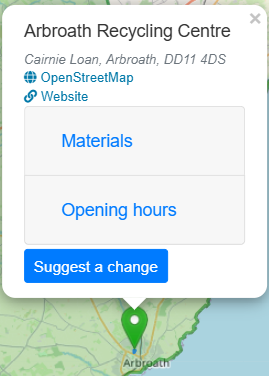 ×
Arbroath Recycling Centre
Cairnie Loan, Arbroath, DD11 4DS
OpenStreetMap
Website
Materials
Opening hours
Suggest a change
Arbroath